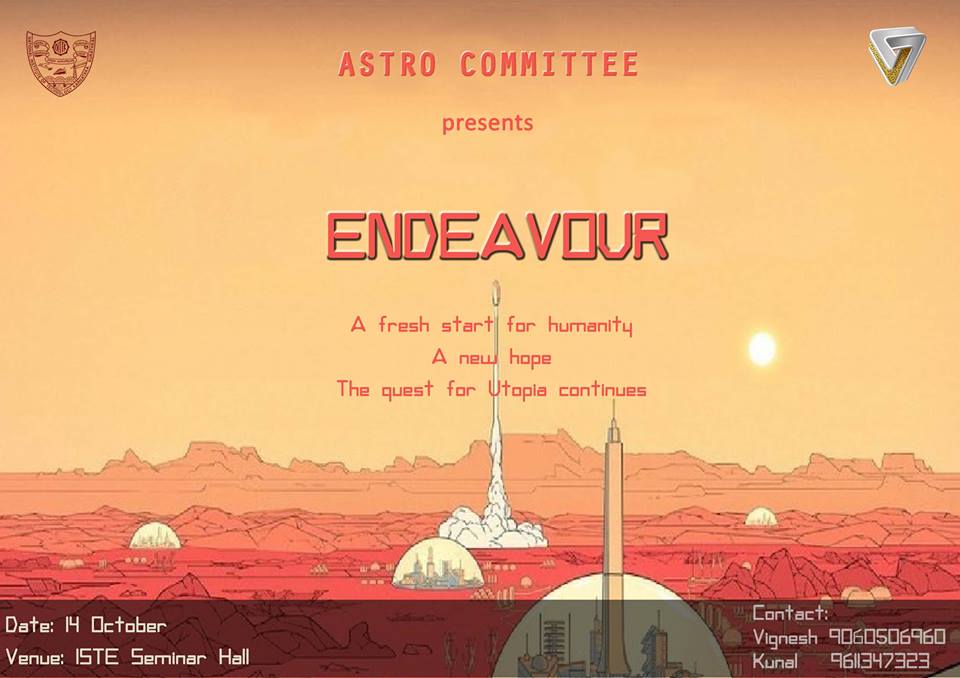 ASTRO COMMITTEE
presents
ENDEAVOUR
A fresh start for humanity
A new hope
The quest for Utopia continues
Date: 14 October
Venue: ISTE Seminar Hall
Contact:
Vignesh 9060506960
Kunal 9611347323